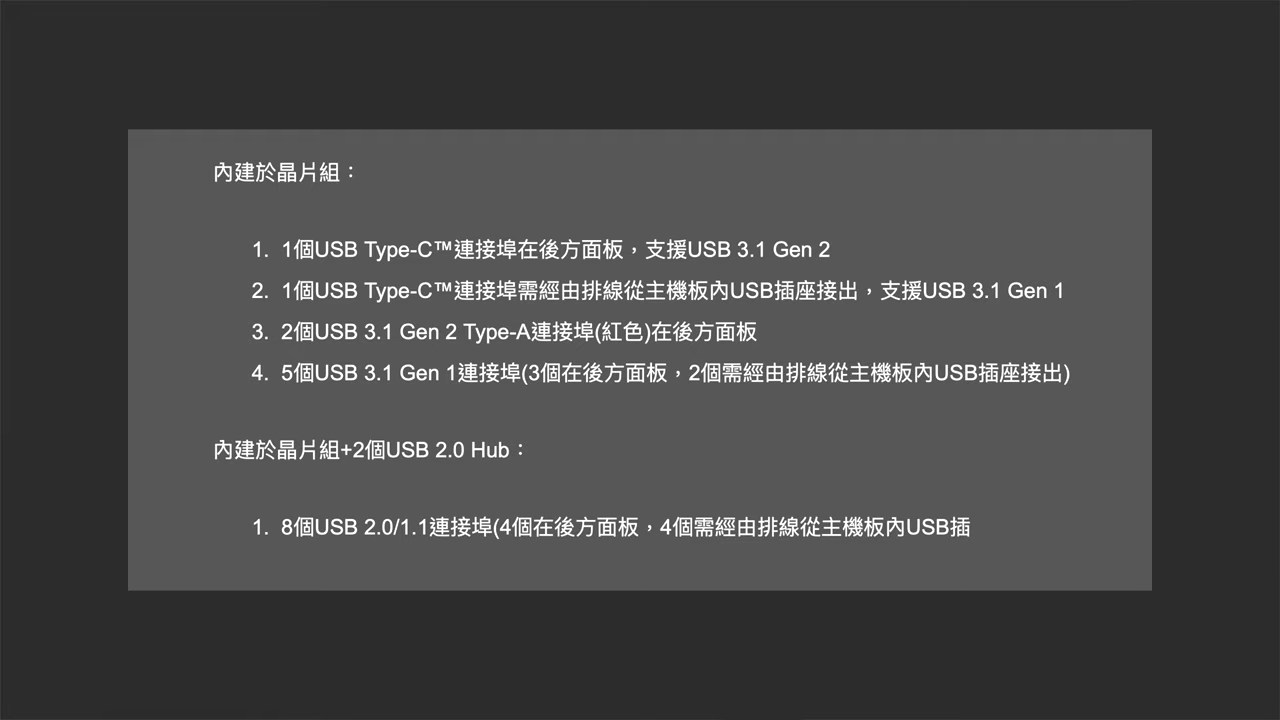 內建於晶片組：
1. 1個USB Type-C™連接埠在後方面板，支援USB 3.1 Gen 2
2. 1個USB Type-C™連接埠需經由排線從主機板內USB插座接出，支援USB 3.1 Gen 1
3. 2個USB 3.1 Gen 2 Type-A連接埠(紅色)在後方面板
4. 5個USB 3.1 Gen 1連接埠(3個在後方面板，2個需經由排線從主機板內USB插座接出)
內建於晶片組+2個USB 2.0 Hub：
1. 8個USB 2.0/1.1連接埠(4個在後方面板，4個需經由排線從主機板內USB插